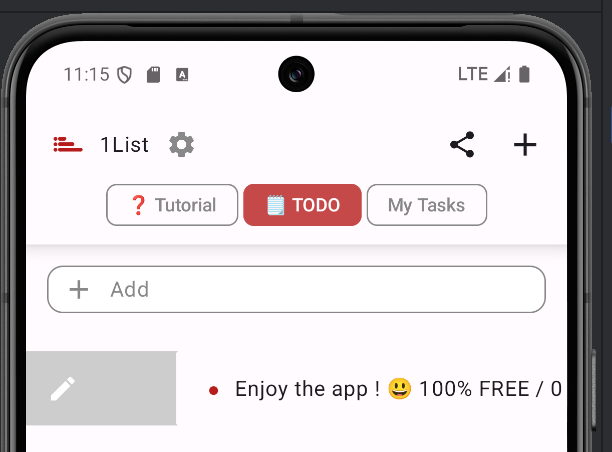 11:15 A LTE
1List
❓ Tutorial 🗒️ TODO My Tasks
+ Add
Enjoy the app ! 😃 100% FREE / 0